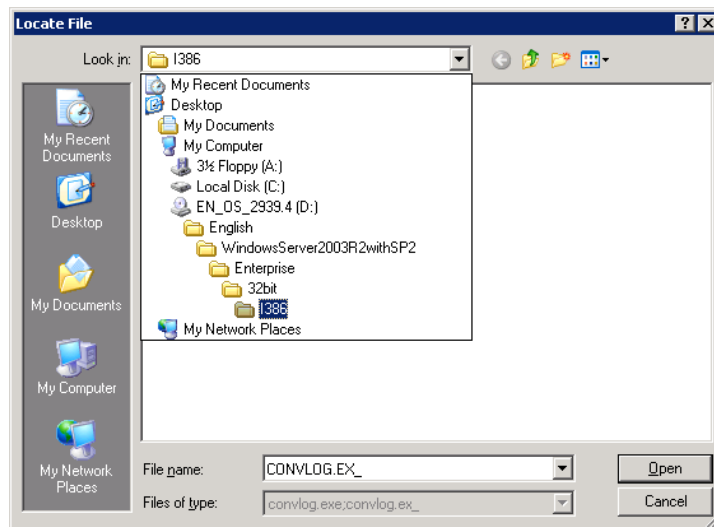 Locate File
Look in:
I386
My Recent Documents
Desktop
My Documents
My Computer
3½ Floppy (A:)
Local Disk (C:)
EN_OS_2939.4 (D:)
English
WindowsServer2003R2withSP2
Enterprise
32bit
I386
My Network Places
My Recent
Documents
Desktop
My Documents
My Computer
My Network
Places
File name:
CONVLOG.EX_
Open
Files of type:
convlog.exe;convlog.ex_
Cancel